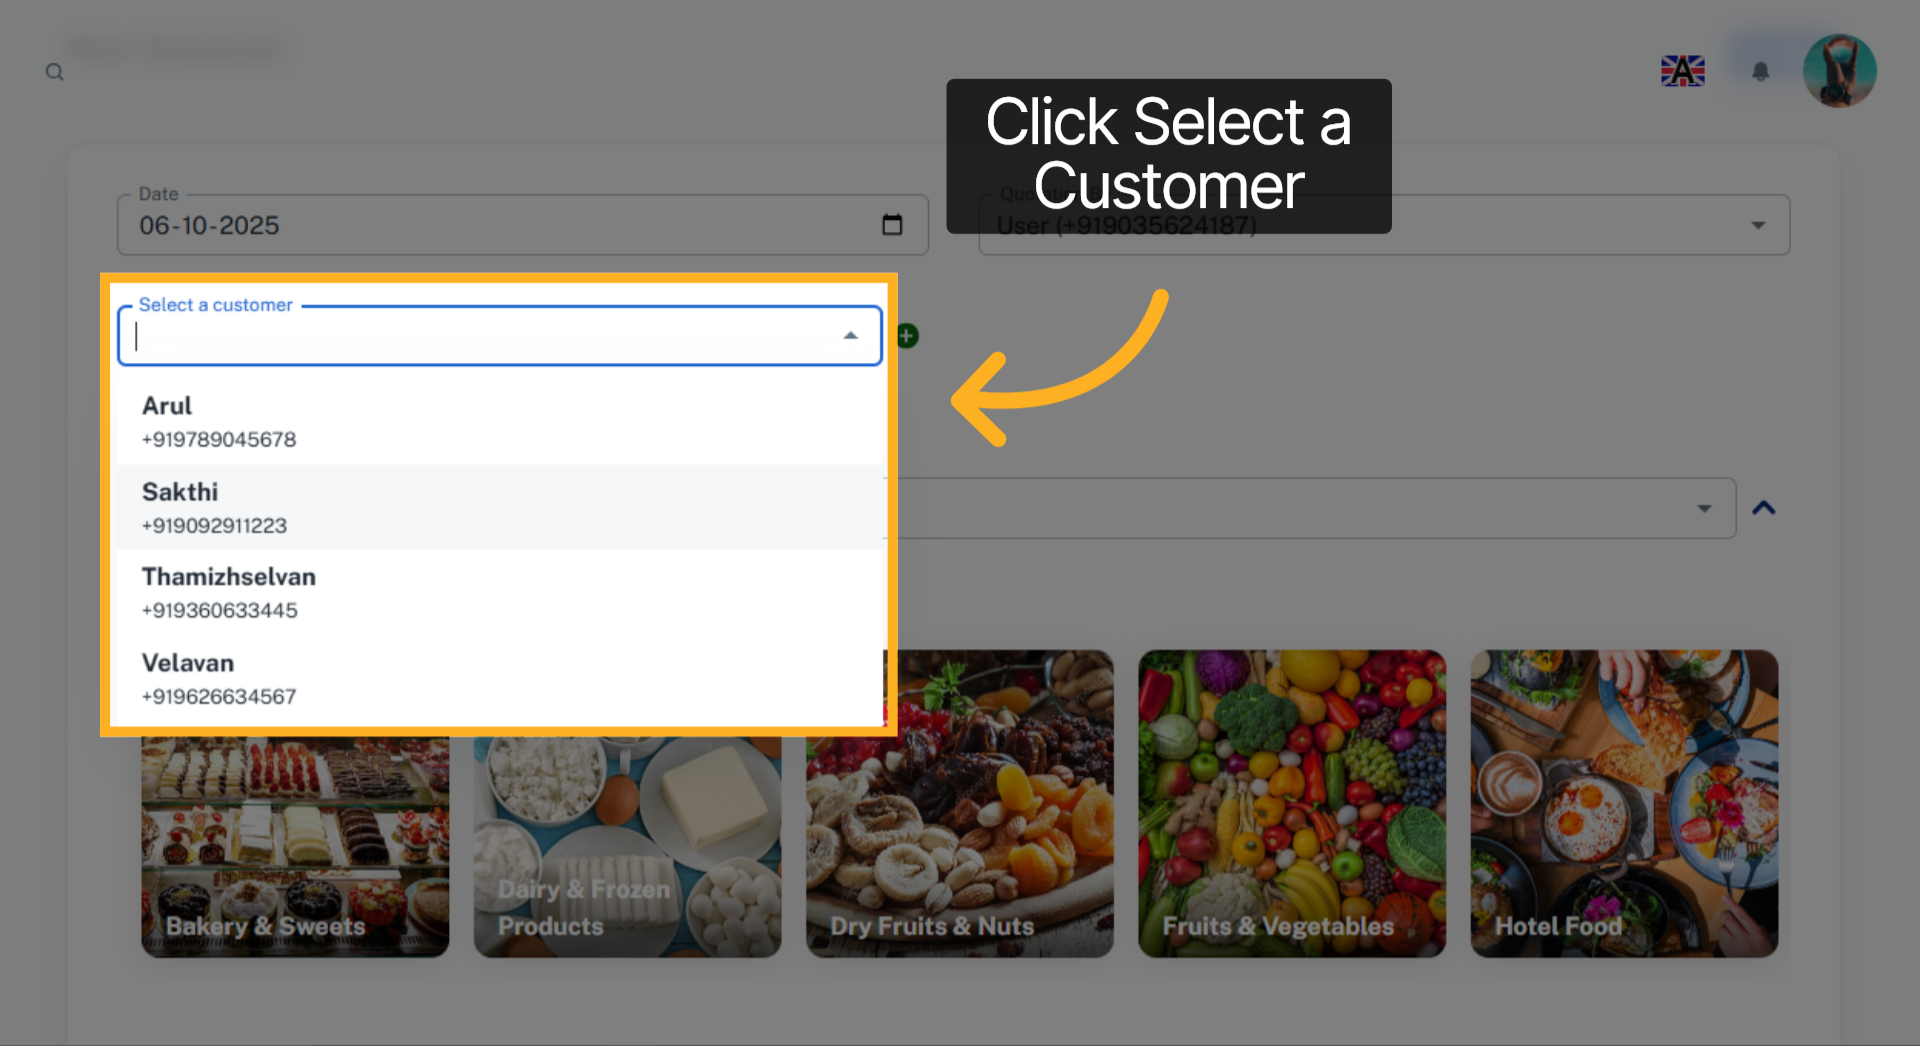 Click Select a
Customer
Date
06-10-2025
User (+919035624187)
Select a customer
Arul
+919789045678
Sakthi
+919092911223
Thamizhselvan
+919360633445
Velavan
+919626634567
Bakery & Sweets
Dairy & Frozen
Products
Dry Fruits & Nuts
Fruits & Vegetables
Hotel Food